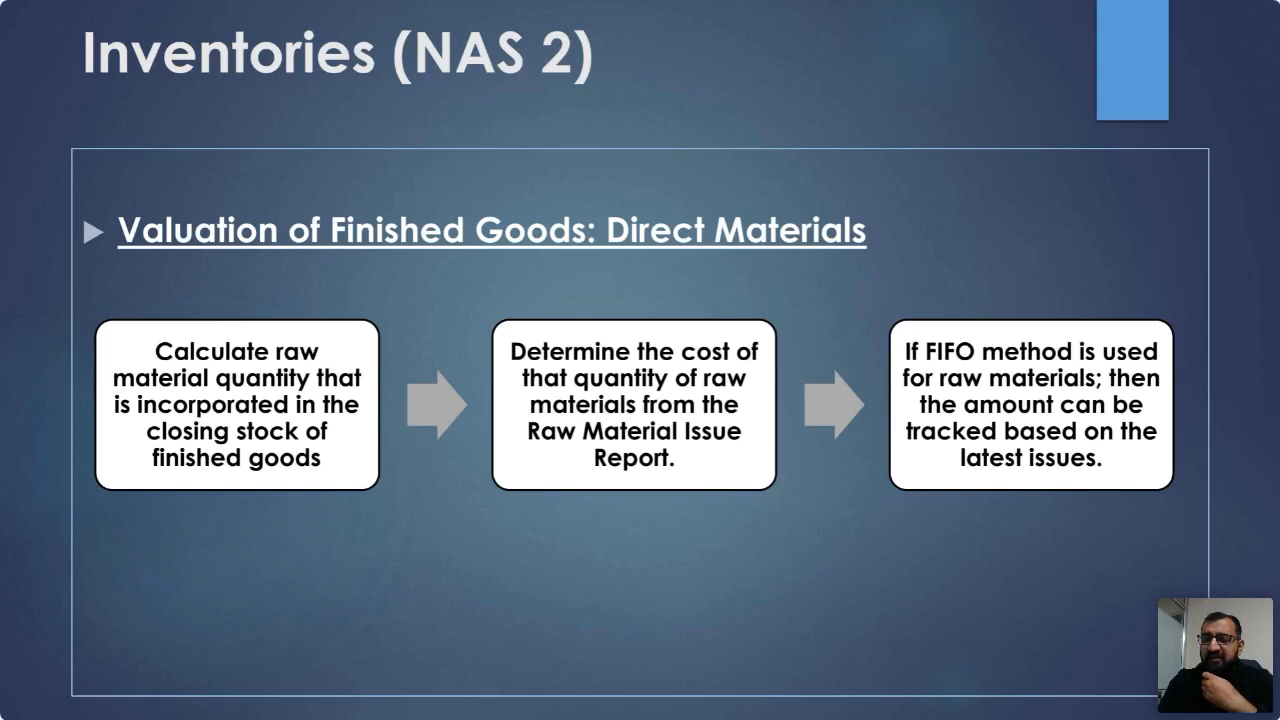 Inventories (NAS 2)
Valuation of Finished Goods: Direct Materials
Calculate raw
material quantity that
is incorporated in the
closing stock of
finished goods
Determine the cost of
that quantity of raw
materials from the
Raw Material Issue
Report.
If FIFO method is used
for raw materials; then
the amount can be
tracked based on the
latest issues.